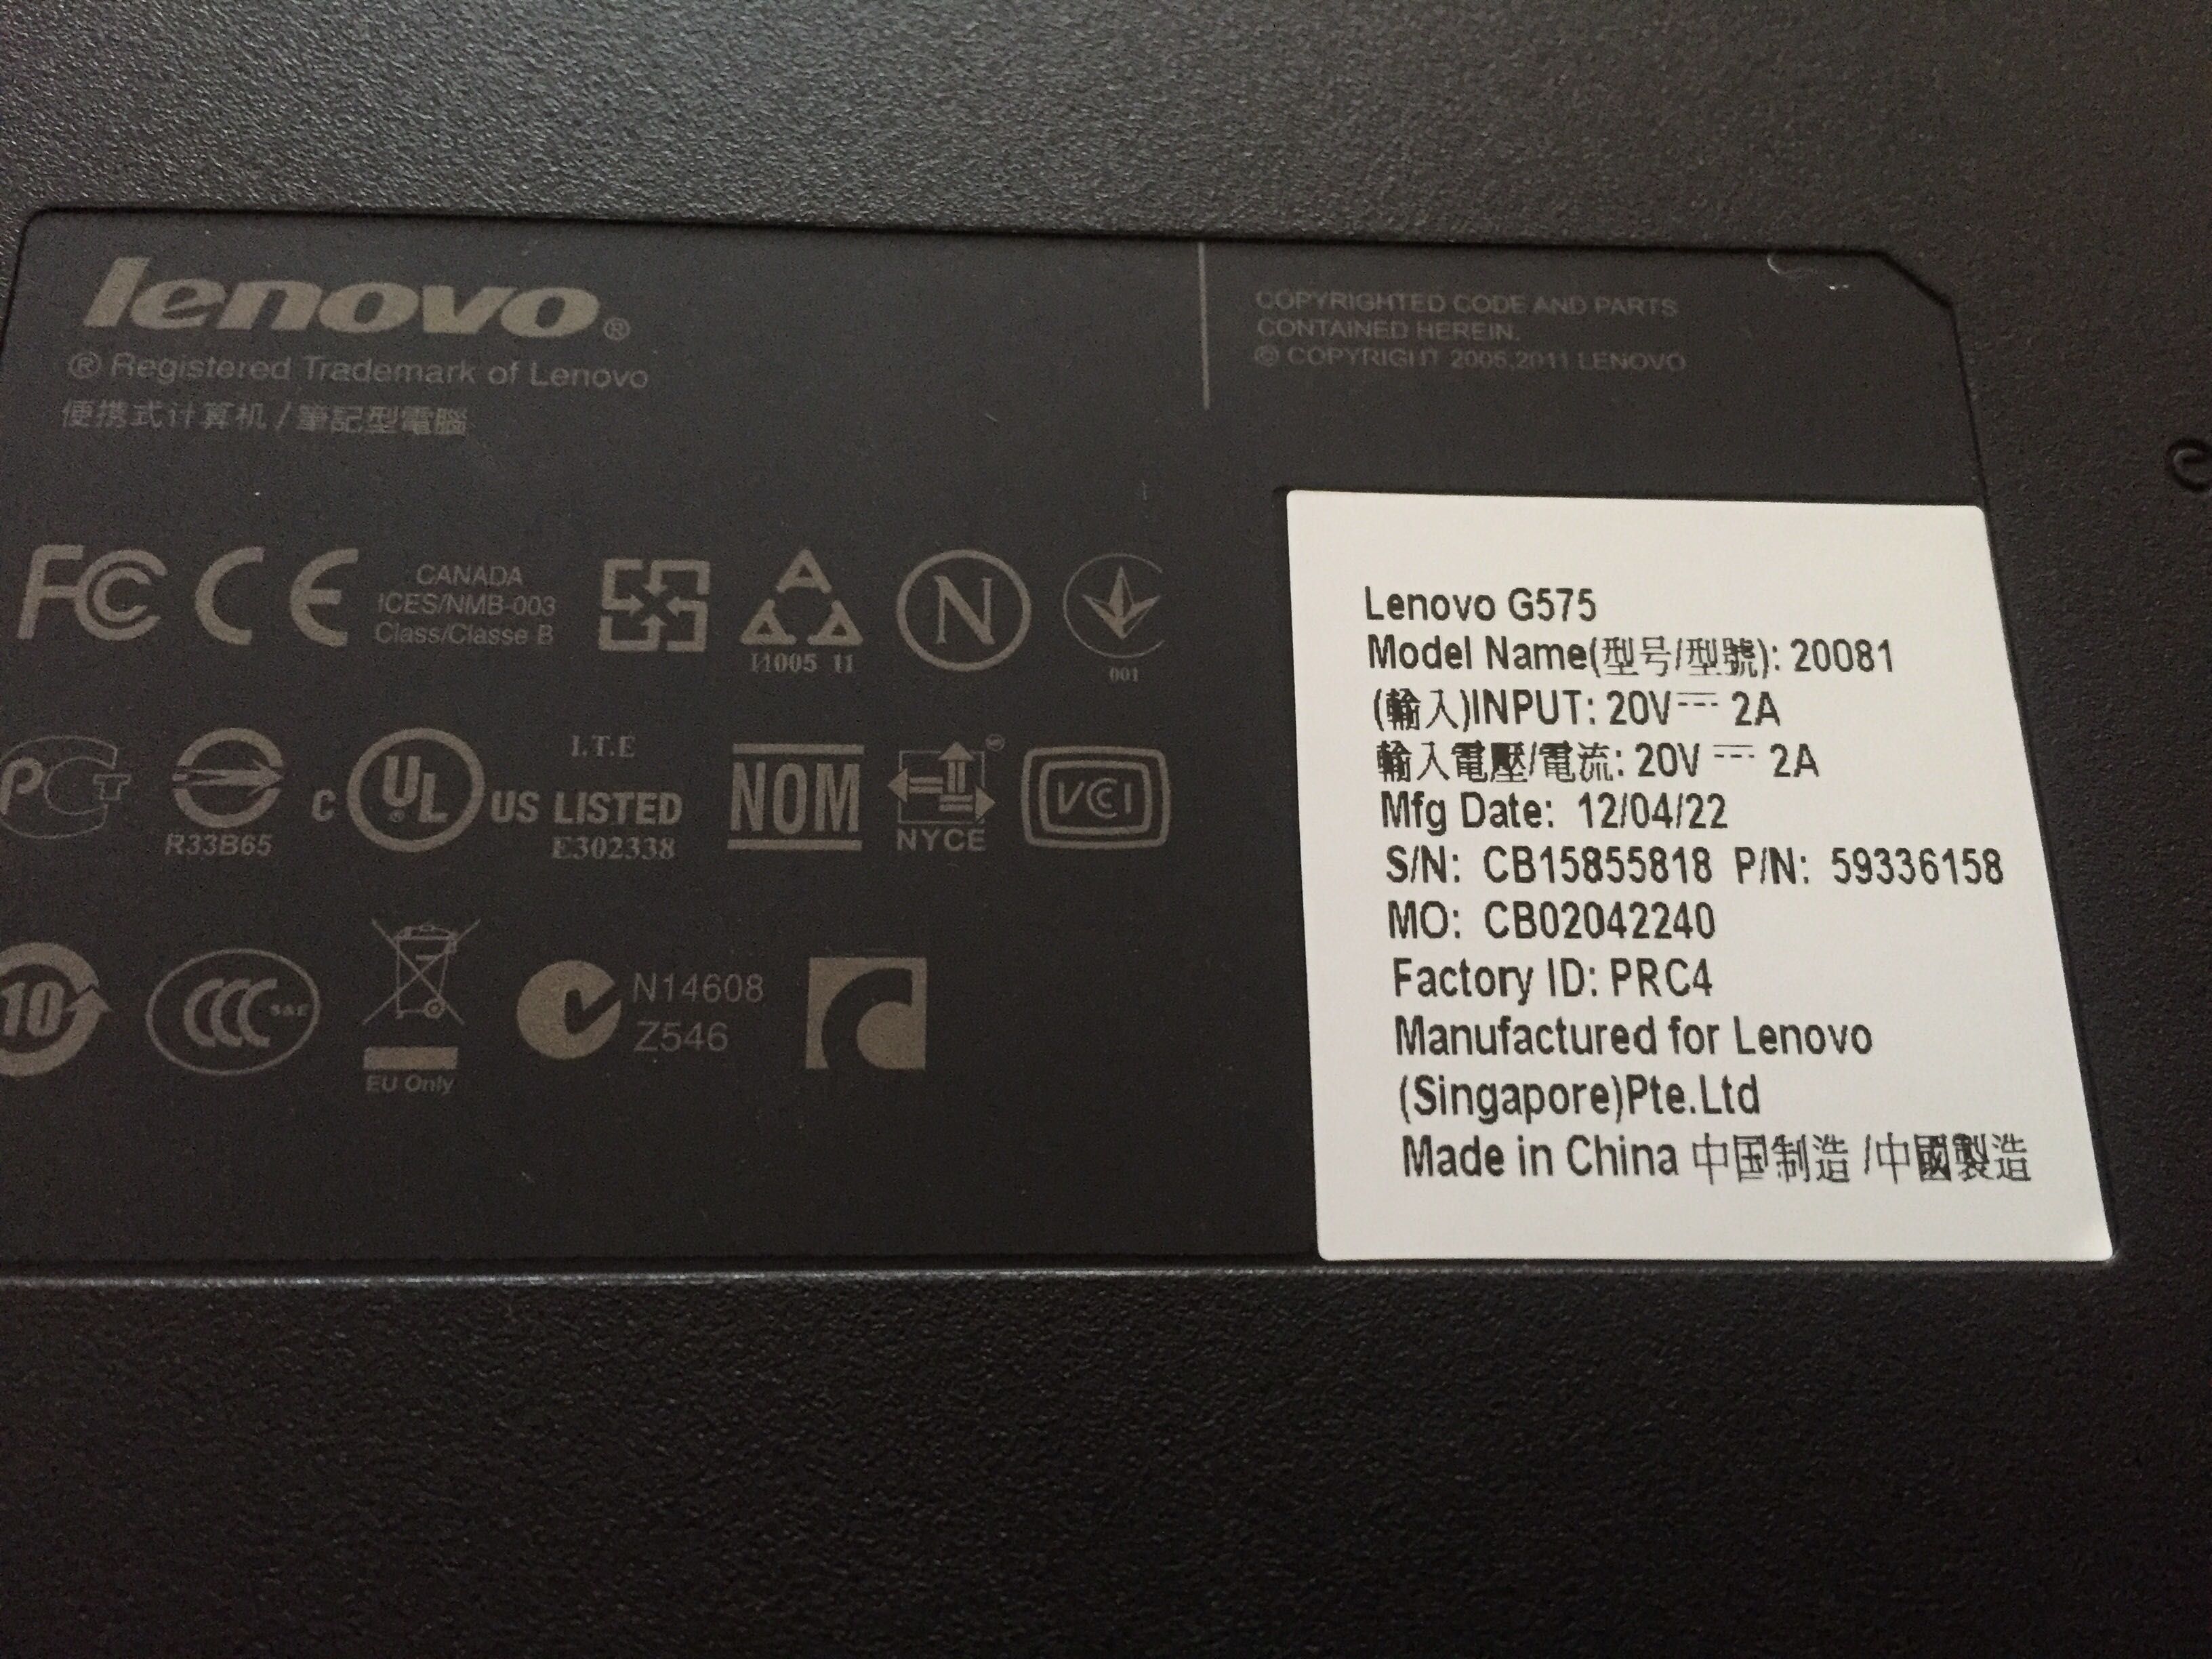 lenovo®
® Registered Trademark of Lenovo
便携式计算机 / 筆記型電腦
COPYRIGHTED CODE AND PARTS
CONTAINED HEREIN.
© COPYRIGHT 2005,2011 LENOVO
FC CE
CANADA
ICES/NMB-003
Class/Classe B
I1005 11
N
001
PCT
R33B65
C UL® US LISTED
I.T.E
E302338
NOM
NYCE
VCI
10
CCC S&E
EU Only
N14608
Z546
Lenovo G575
Model Name(型号/型號): 20081
(輸入)INPUT: 20V⎓ 2A
輸入電壓/電流: 20V ⎓ 2A
Mfg Date: 12/04/22
S/N: CB15855818 P/N: 59336158
MO: CB02042240
Factory ID: PRC4
Manufactured for Lenovo
(Singapore)Pte.Ltd
Made in China 中国制造 /中國製造